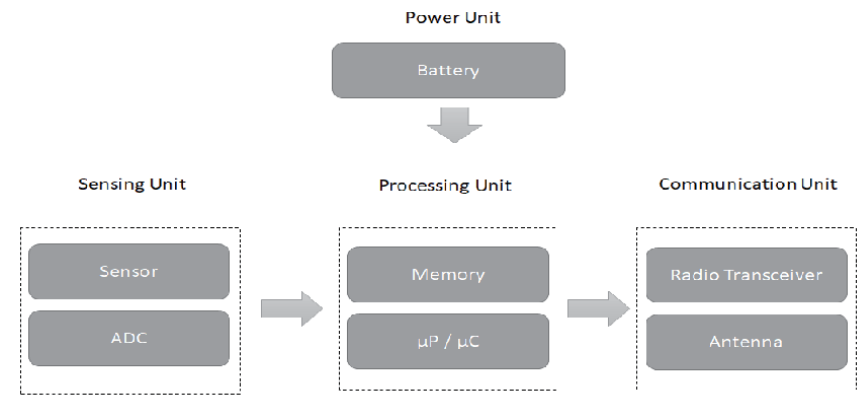 Power Unit
Battery
Sensing Unit
Processing Unit
Communication Unit
Sensor
Memory
Radio Transceiver
ADC
µP / µC
Antenna